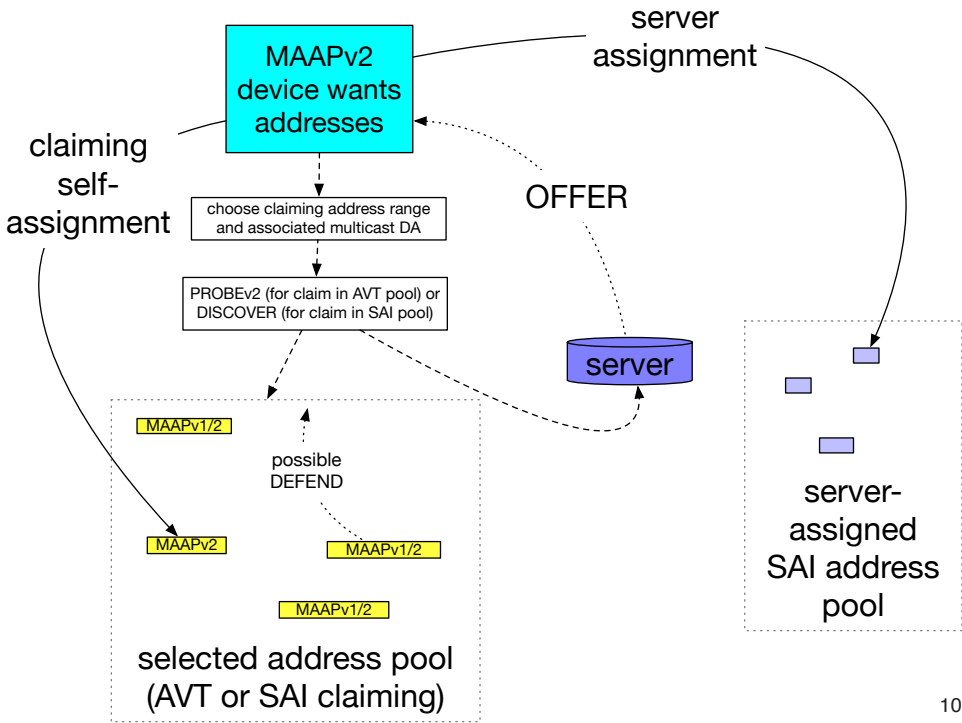 server
assignment
MAAPv2
device wants
addresses
claiming
self-
assignment
OFFER
choose claiming address range
and associated multicast DA
PROBEv2 (for claim in AVT pool) or
DISCOVER (for claim in SAI pool)
server
MAAPv1/2
possible
DEFEND
MAAPv2
MAAPv1/2
MAAPv1/2
selected address pool
(AVT or SAI claiming)
server-
assigned
SAI address
pool
10